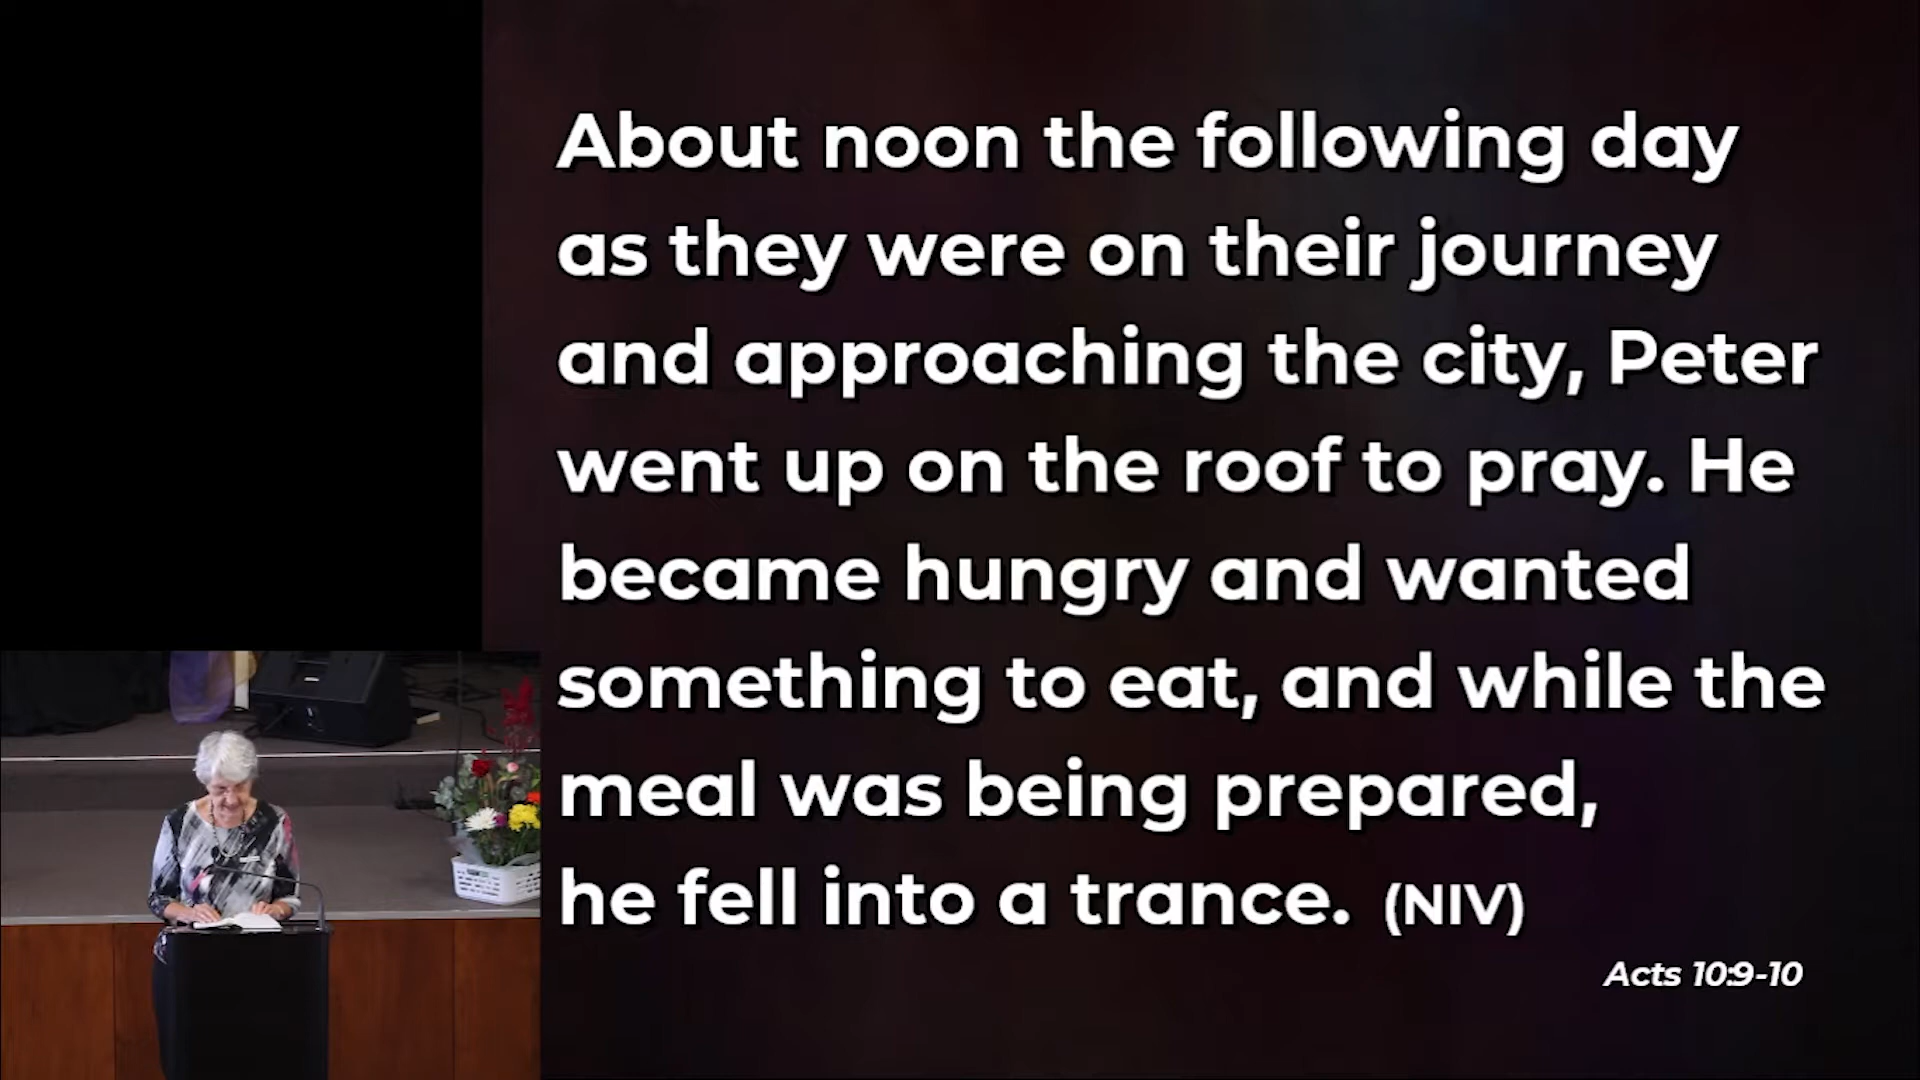 About noon the following day
as they were on their journey
and approaching the city, Peter
went up on the roof to pray. He
became hungry and wanted
something to eat, and while the
meal was being prepared,
he fell into a trance. (NIV)
Acts 10:9-10